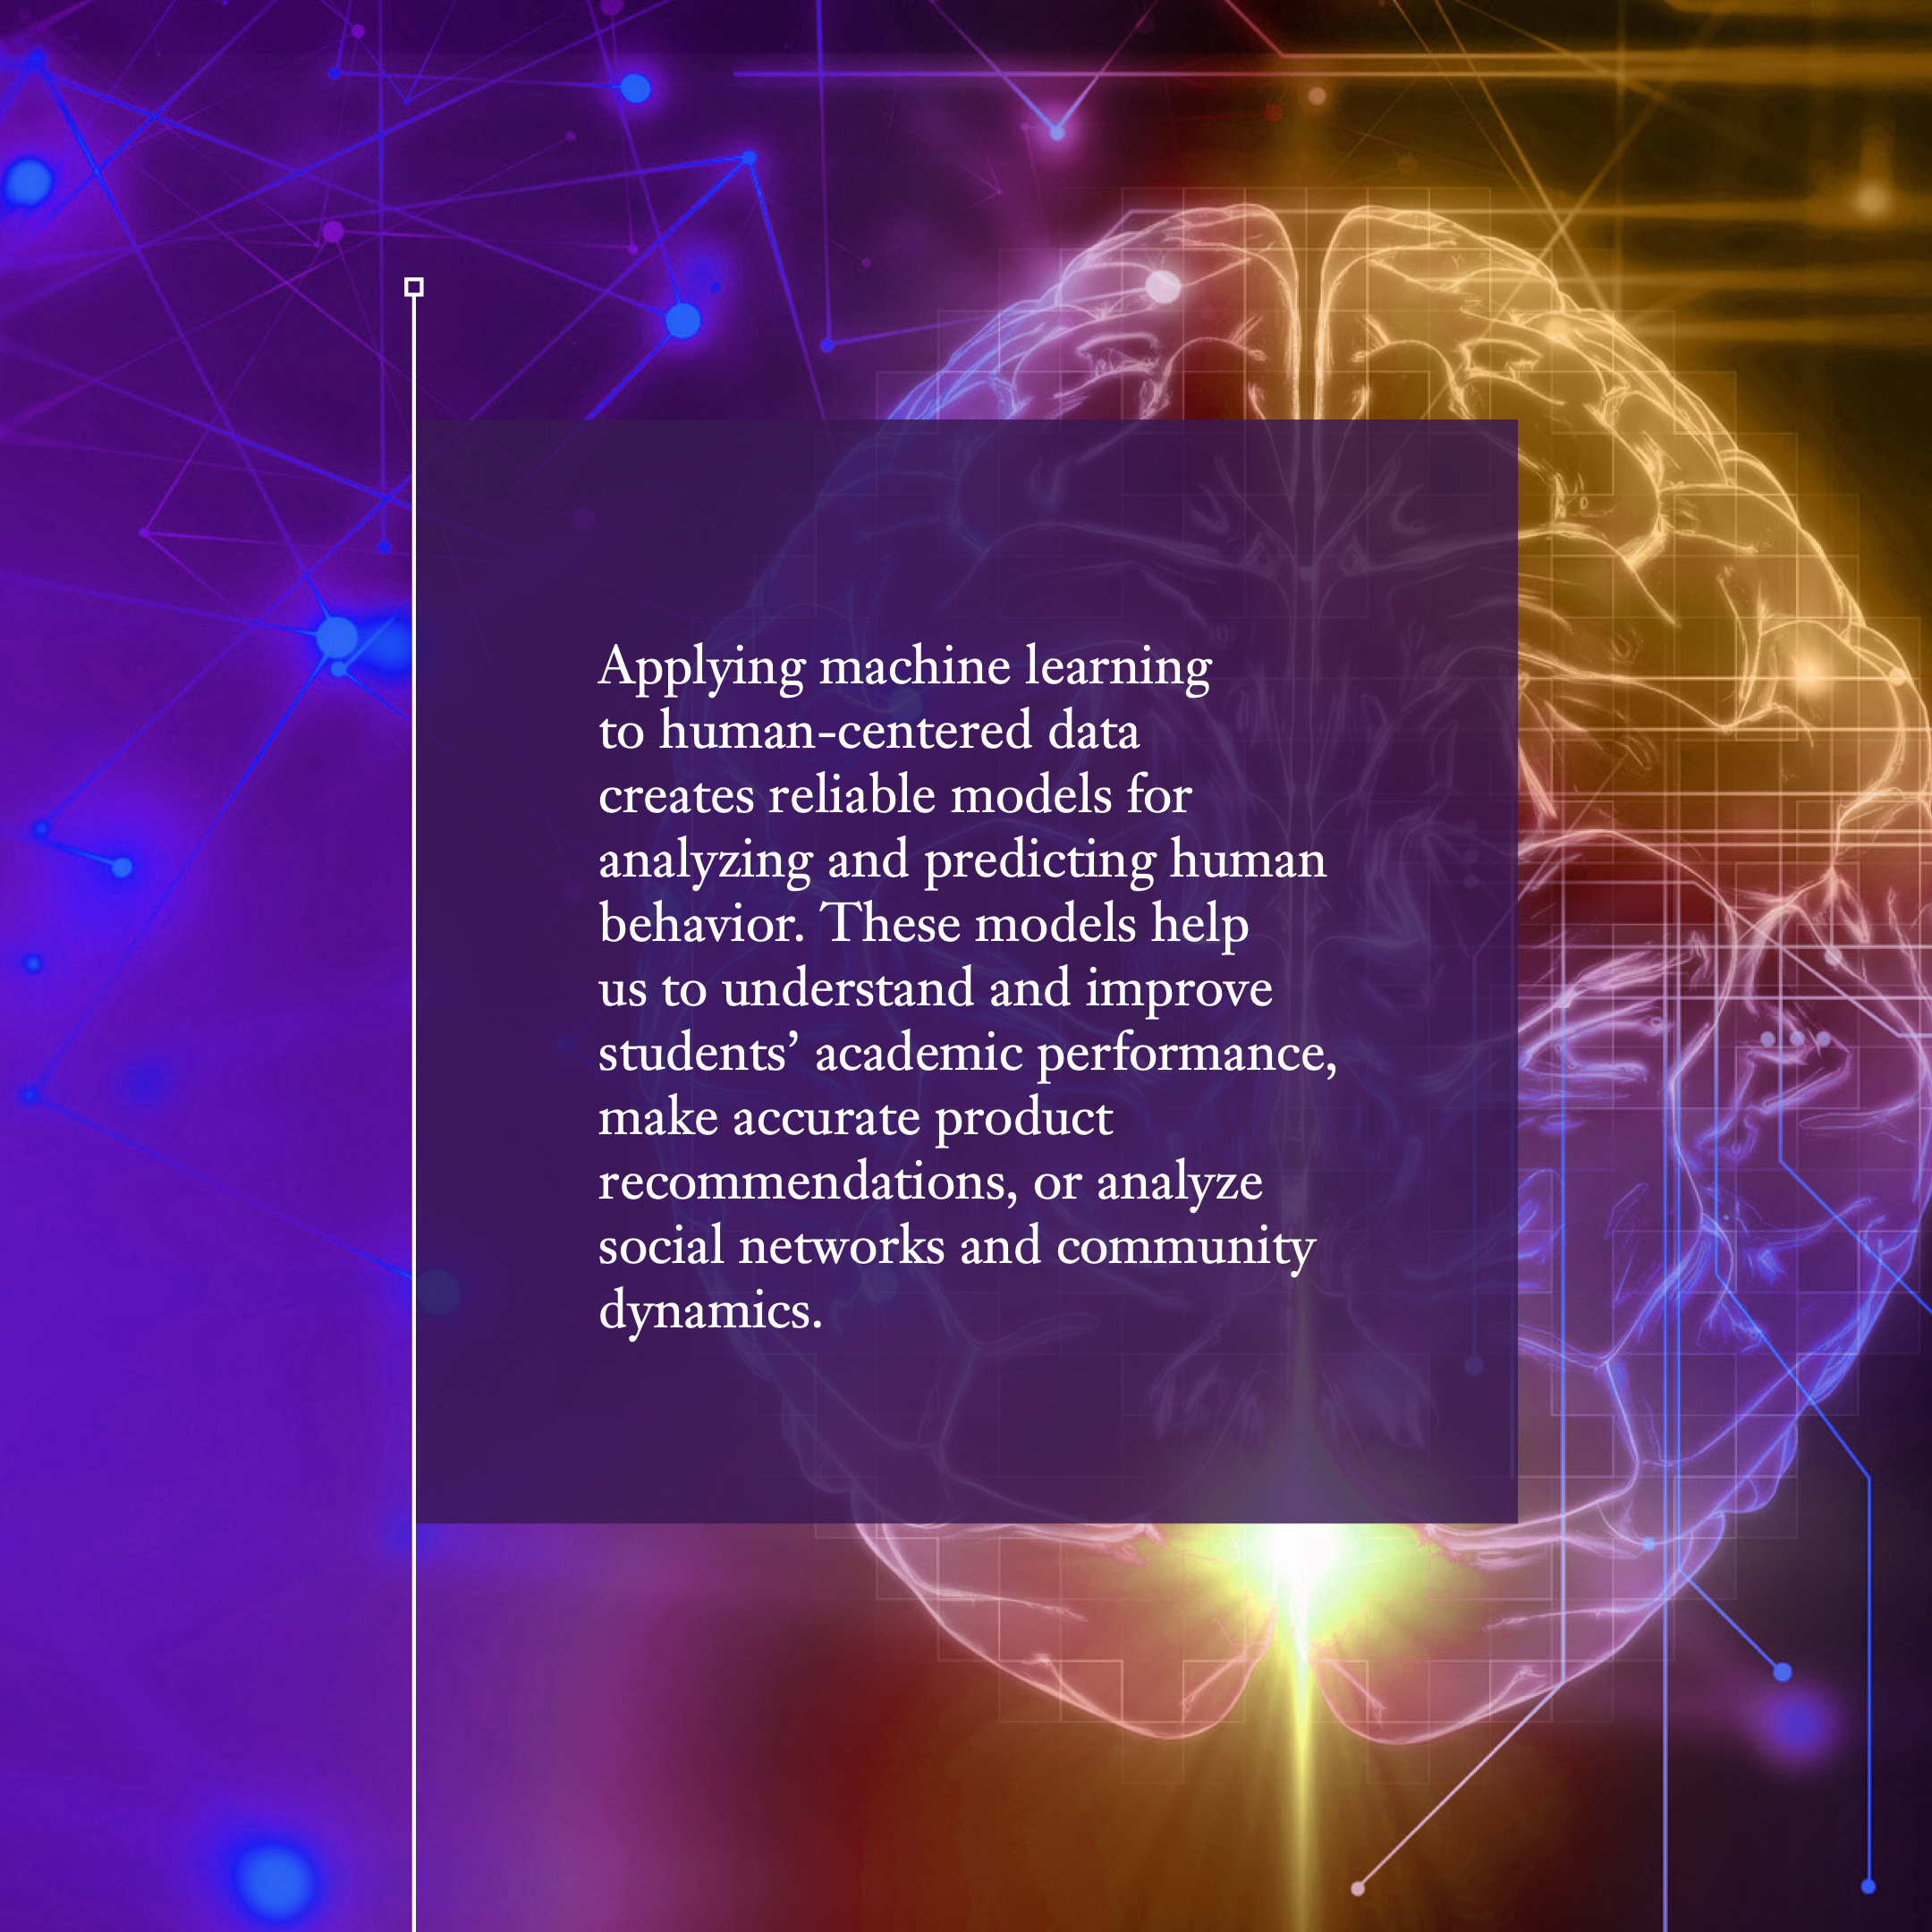 Applying machine learning
to human-centered data
creates reliable models for
analyzing and predicting human
behavior. These models help
us to understand and improve
students’ academic performance,
make accurate product
recommendations, or analyze
social networks and community
dynamics.